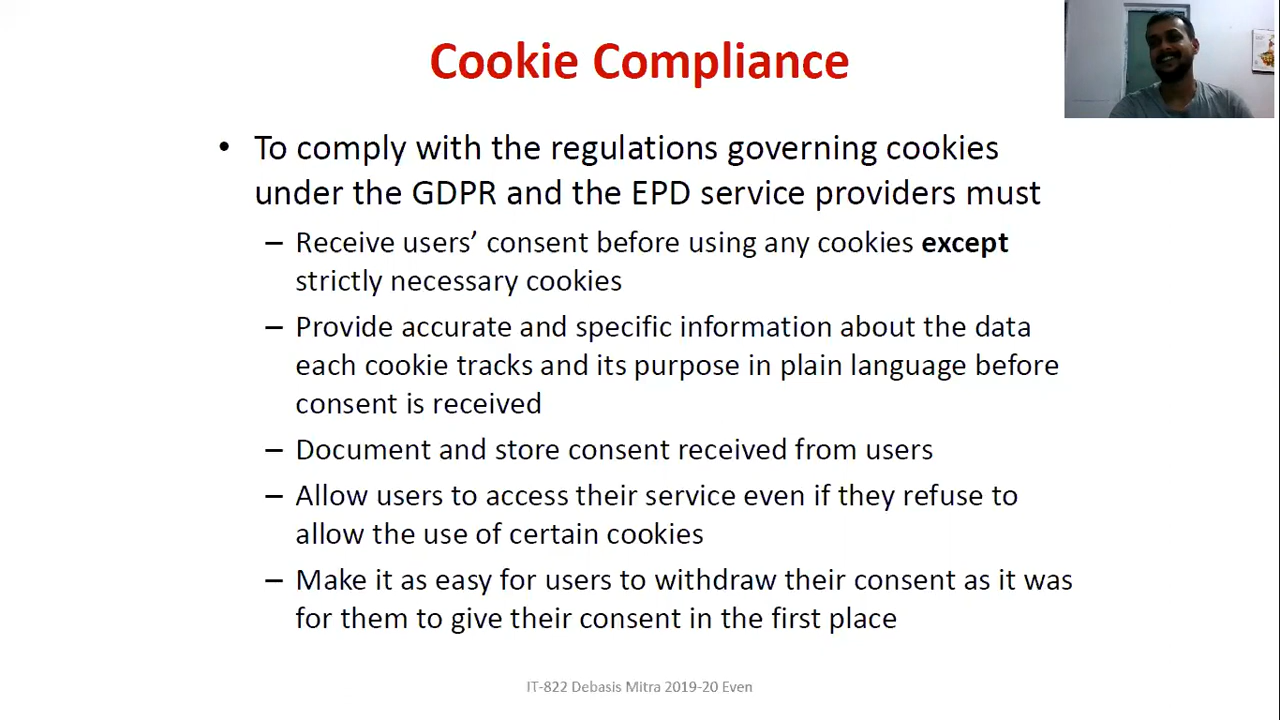 Cookie Compliance
• To comply with the regulations governing cookies
under the GDPR and the EPD service providers must
– Receive users’ consent before using any cookies except
strictly necessary cookies
– Provide accurate and specific information about the data
each cookie tracks and its purpose in plain language before
consent is received
– Document and store consent received from users
– Allow users to access their service even if they refuse to
allow the use of certain cookies
– Make it as easy for users to withdraw their consent as it was
for them to give their consent in the first place
IT-822 Debasis Mitra 2019-20 Even